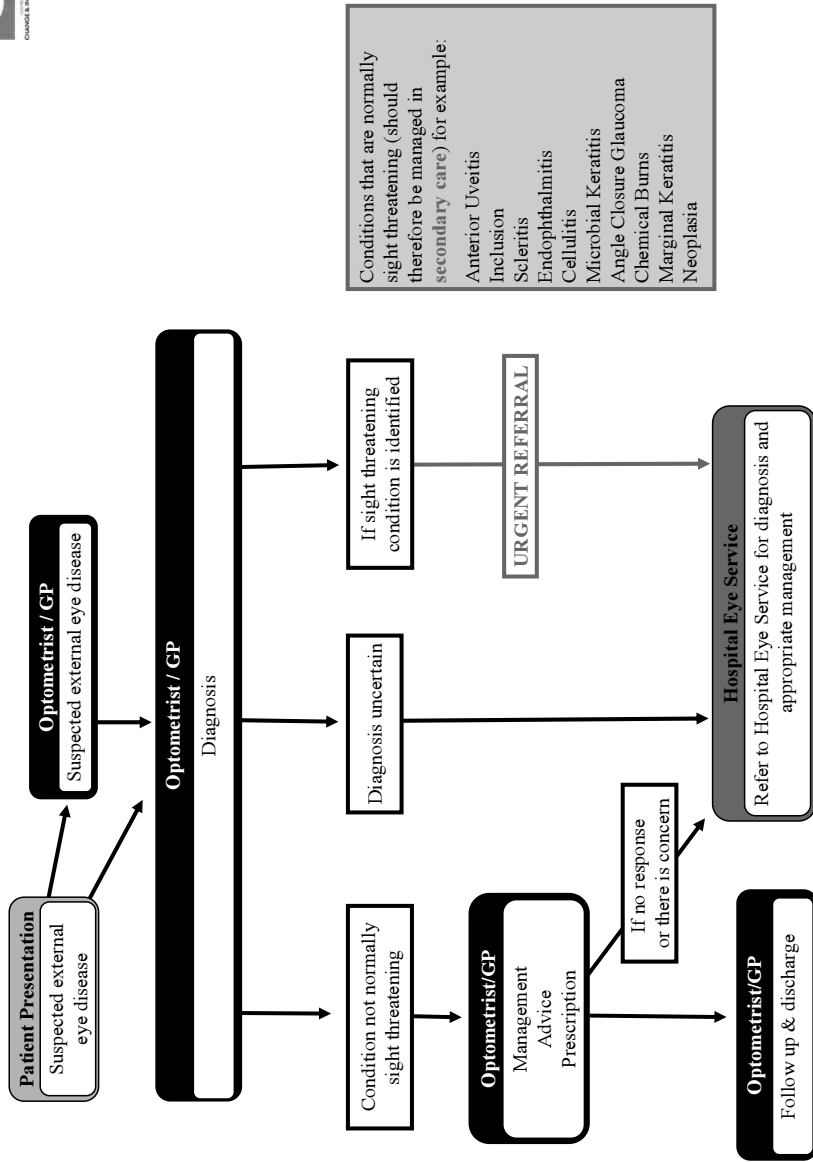 CHANGE &
Patient Presentation
Suspected external
eye disease
Optometrist / GP
Suspected external eye disease
Optometrist / GP
Diagnosis
Condition not normally
sight threatening
Diagnosis uncertain
If sight threatening
condition is identified
Optometrist/GP
Management
Advice
Prescription
URGENT REFERRAL
If no response
or there is concern
Optometrist/GP
Follow up & discharge
Hospital Eye Service
Refer to Hospital Eye Service for diagnosis and
appropriate management
Conditions that are normally
sight threatening (should
therefore be managed in
secondary care) for example:
Anterior Uveitis
Inclusion
Scleritis
Endophthalmitis
Cellulitis
Microbial Keratitis
Angle Closure Glaucoma
Chemical Burns
Marginal Keratitis
Neoplasia